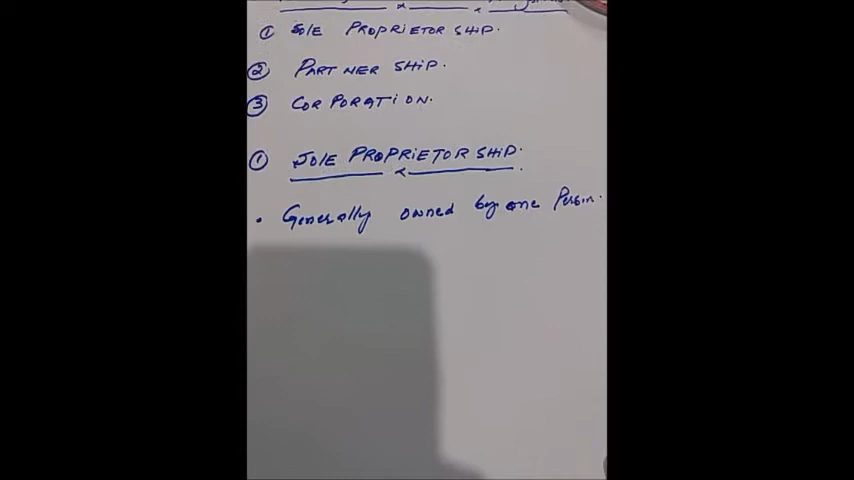 ① SOLE PROPRIETOR SHIP.
② PARTNER SHIP.
③ CORPORATION.
① SOLE PROPRIETOR SHIP.
• Generally owned by one Person.